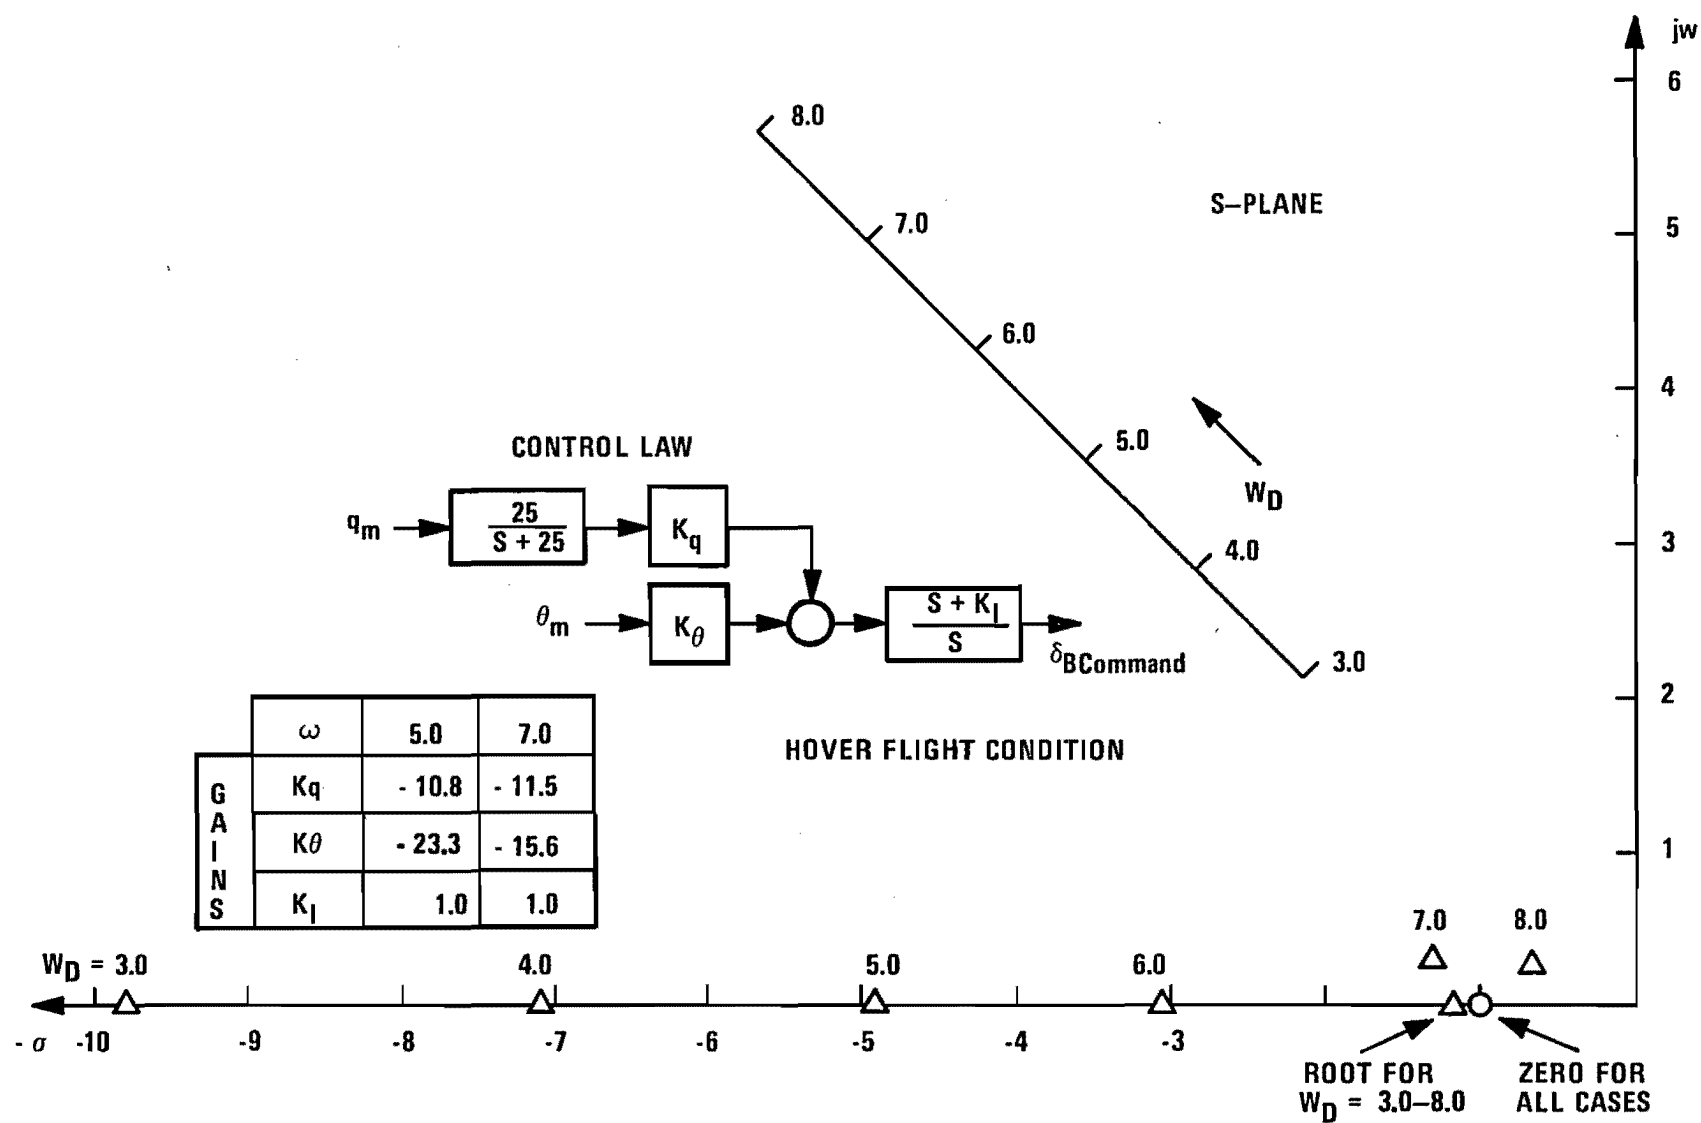 jw
6
8.0
S–PLANE
7.0
5
6.0
4
CONTROL LAW
5.0
W_D
q_m
25
S + 25
K_q
4.0
3
θ_m
K_θ
S + K_I
S
δ_BCommand
3.0
2
ω 5.0 7.0
HOVER FLIGHT CONDITION
GAINS
Kq - 10.8 - 11.5
Kθ - 23.3 - 15.6
K_I 1.0 1.0
1
7.0 8.0
W_D = 3.0 4.0 5.0 6.0
- σ -10 -9 -8 -7 -6 -5 -4 -3
ROOT FOR
W_D = 3.0–8.0
ZERO FOR
ALL CASES